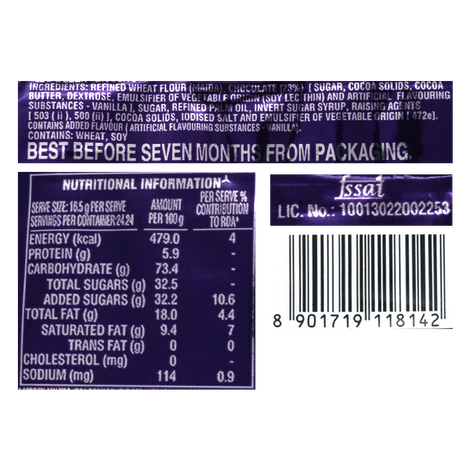 INGREDIENTS: REFINED WHEAT FLOUR (MAIDA), CHOCOLATE (23%) [ SUGAR, COCOA SOLIDS, COCOA
BUTTER, DEXTROSE, EMULSIFIER OF VEGETABLE ORIGIN (SOY LECITHIN) AND ARTIFICIAL FLAVOURING
SUBSTANCES - VANILLA ], SUGAR, REFINED PALM OIL, INVERT SUGAR SYRUP, RAISING AGENTS
[ 503 ( ii ), 500 (ii) ], COCOA SOLIDS, IODISED SALT AND EMULSIFIER OF VEGETABLE ORIGIN [ 472e].
CONTAINS ADDED FLAVOUR ( ARTIFICIAL FLAVOURING SUBSTANCES - VANILLA).
CONTAINS: WHEAT, SOY
BEST BEFORE SEVEN MONTHS FROM PACKAGING.
NUTRITIONAL INFORMATION
SERVE SIZE: 16.5 g PER SERVE AMOUNT PER 100g PER SERVE % CONTRIBUTION TO RDA*
SERVINGS PER CONTAINER 24.24
ENERGY (kcal) 479.0 4
PROTEIN (g) 5.9 -
CARBOHYDRATE (g) 73.4 -
TOTAL SUGARS (g) 32.5 -
ADDED SUGARS (g) 32.2 10.6
TOTAL FAT (g) 18.0 4.4
SATURATED FAT (g) 9.4 7
TRANS FAT (g) 0 -
CHOLESTEROL (mg) 0 -
SODIUM (mg) 114 0.9
fssai
LIC. No.: 10013022002253
8 901719 118142